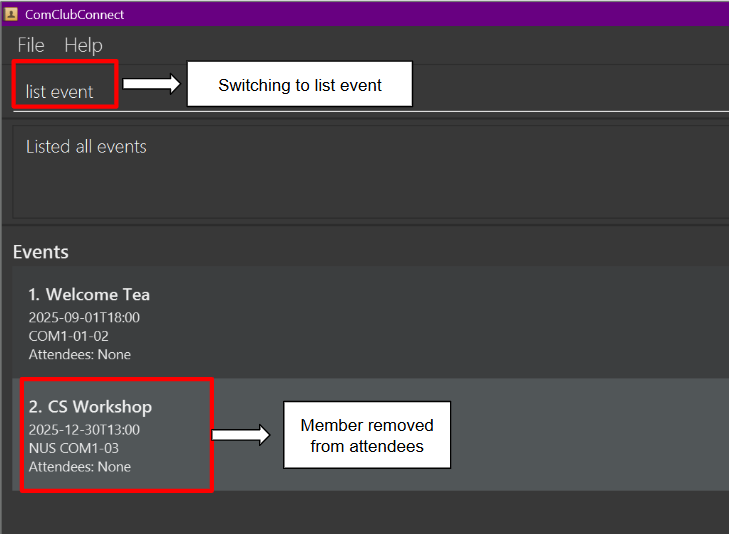 ComClubConnect
File Help
list event
Switching to list event
Listed all events
Events
1. Welcome Tea
2025-09-01T18:00
COM1-01-02
Attendees: None
2. CS Workshop
2025-12-30T13:00
NUS COM1-03
Attendees: None
Member removed
from attendees